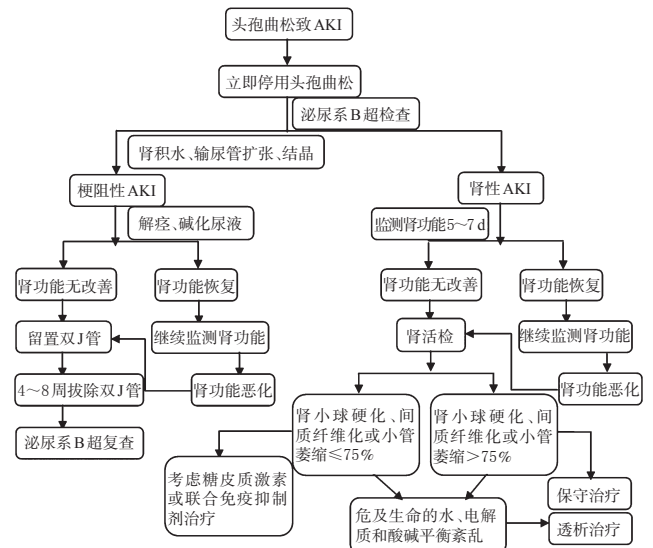 头孢曲松致AKI
立即停用头孢曲松
泌尿系B超检查
肾积水、输尿管扩张、结晶
梗阻性AKI
肾性AKI
解痉、碱化尿液
监测肾功能5～7 d
肾功能无改善
肾功能恢复
肾功能无改善
肾功能恢复
留置双J管
继续监测肾功能
肾活检
继续监测肾功能
4～8周拔除双J管
肾功能恶化
肾功能恶化
泌尿系B超复查
肾小球硬化、间
质纤维化或小管
萎缩≤75%
肾小球硬化、间
质纤维化或小管
萎缩>75%
考虑糖皮质激素
或联合免疫抑制
剂治疗
保守治疗
危及生命的水、电解
质和酸碱平衡紊乱
透析治疗